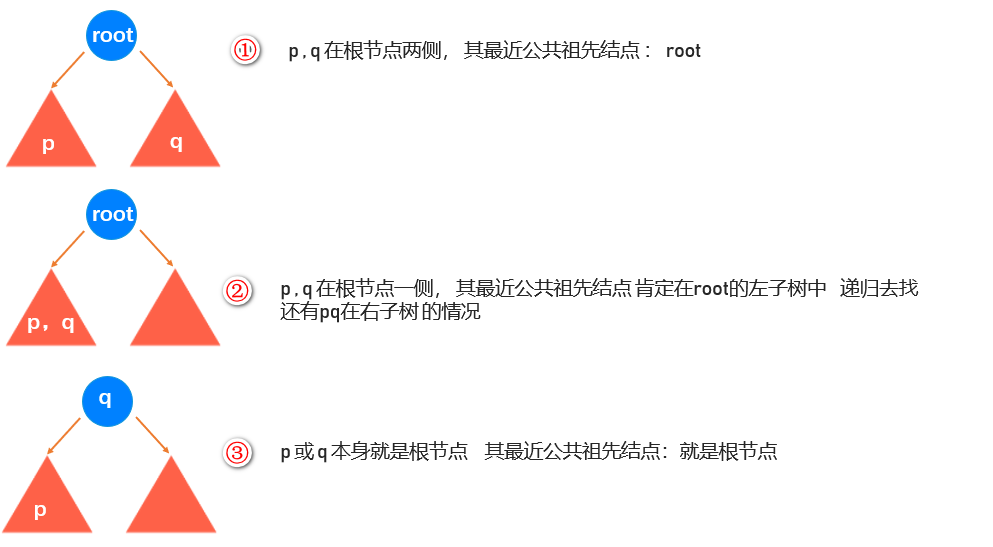 root
① p , q 在根节点两侧， 其最近公共祖先结点： root
p
q
root
② p , q 在根节点一侧， 其最近公共祖先结点 肯定在root的左子树中 递归去找
还有pq在右子树 的情况
p，q
q
③ p 或 q 本身就是根节点 其最近公共祖先结点：就是根节点
p